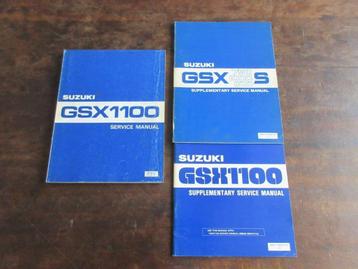 SUZUKI
GSX1100
SERVICE MANUAL
SUZUKI
GSX S
SUPPLEMENTARY SERVICE MANUAL
SUZUKI
GSX1100
SUPPLEMENTARY SERVICE MANUAL